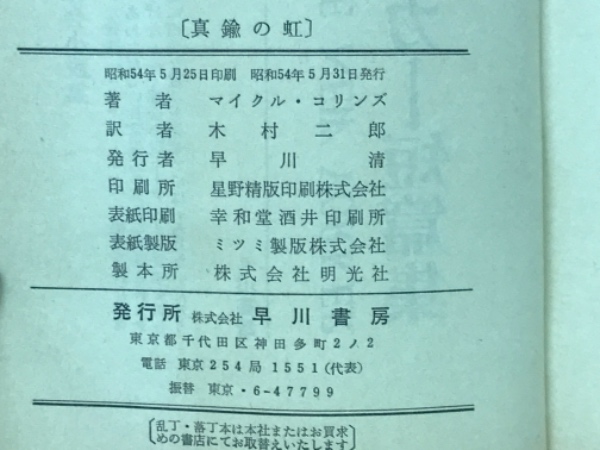 〔真鍮の虹〕
昭和54年5月25日印刷 昭和54年5月31日発行
著者 マイクル・コリンズ
訳者 木村二郎
発行者 早川清
印刷所 星野精版印刷株式会社
表紙印刷 幸和堂酒井印刷所
表紙製版 ミツミ製版株式会社
製本所 株式会社明光社
発行所 株式会社 早川書房
東京都千代田区神田多町2ノ2
電話 東京254局1551(代表)
振替 東京・6-47799
乱丁・落丁本は本社またはお買求
めの書店にてお取替えいたします